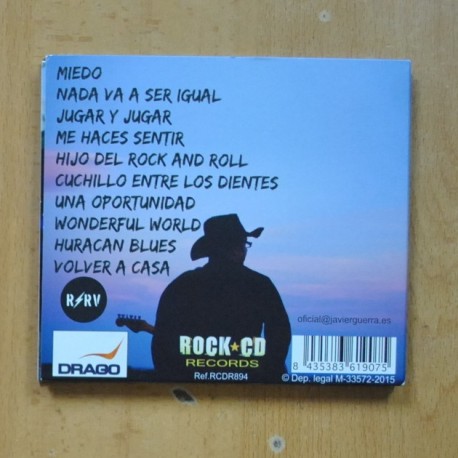 MIEDO
NADA VA A SER IGUAL
JUGAR Y JUGAR
ME HACES SENTIR
HIJO DEL ROCK AND ROLL
CUCHILLO ENTRE LOS DIENTES
UNA OPORTUNIDAD
WONDERFUL WORLD
HURACAN BLUES
VOLVER A CASA
R RV
DRAGO
ROCK★CD
RECORDS
Ref.RCDR894
oficial@javierguerra.es
8 435383 619075
© Dep. legal M-33572-2015